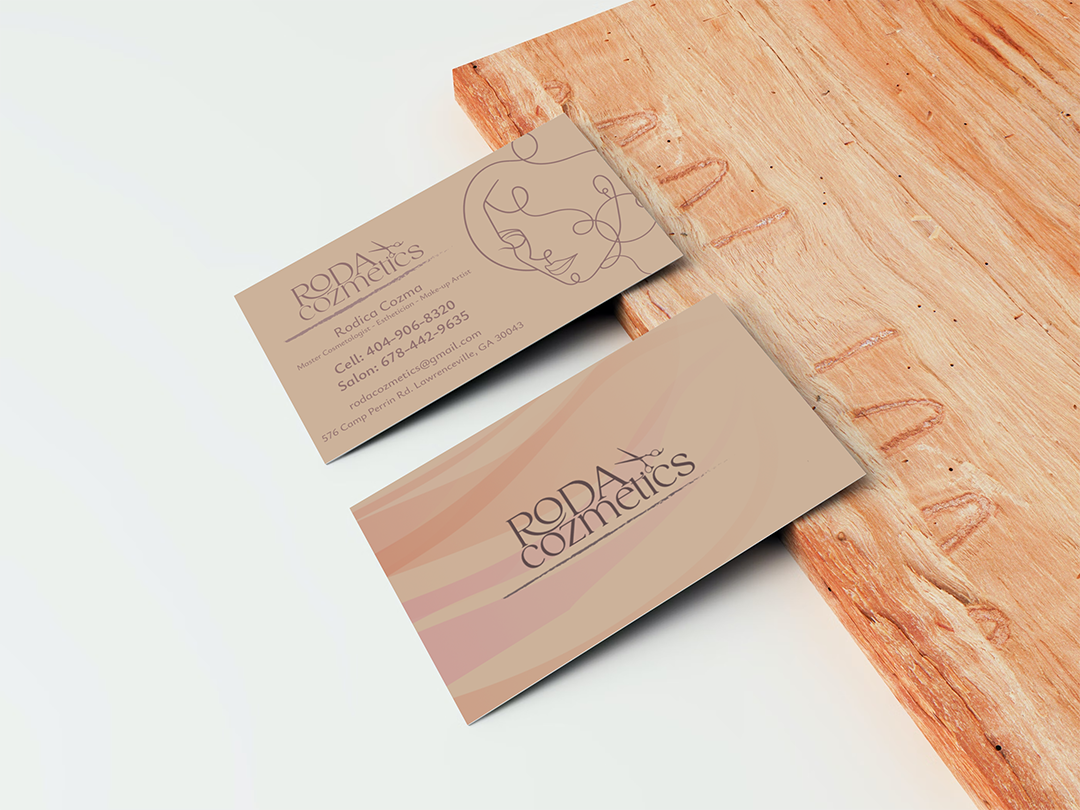 RODA
cozmetics
Rodica Cozma
Master Cosmetologist - Esthetician - Make-up Artist
Cell: 404-906-8320
Salon: 678-442-9635
rodacozmetics@gmail.com
576 Camp Perrin Rd. Lawrenceville, GA 30043
RODA
cozmetics